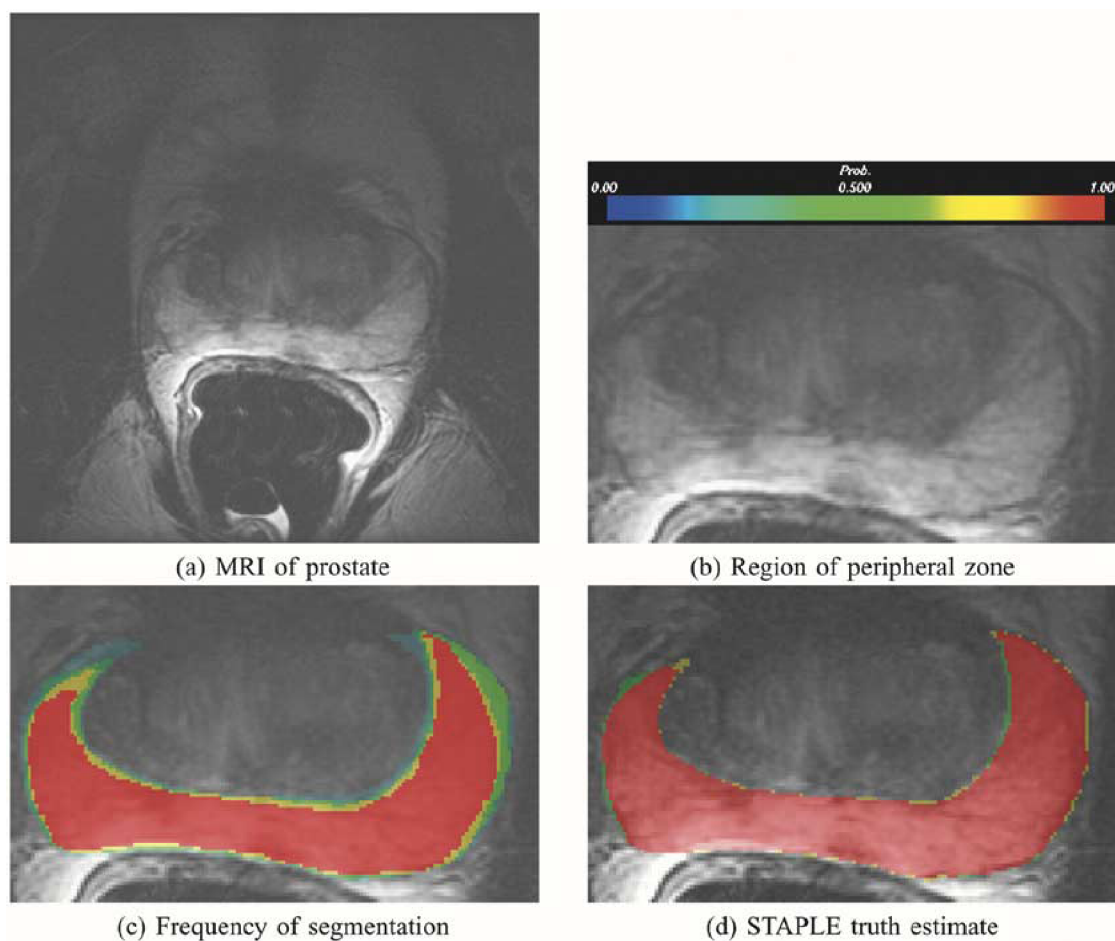 Prob.
0.00 0.500 1.00
(a) MRI of prostate
(b) Region of peripheral zone
(c) Frequency of segmentation
(d) STAPLE truth estimate